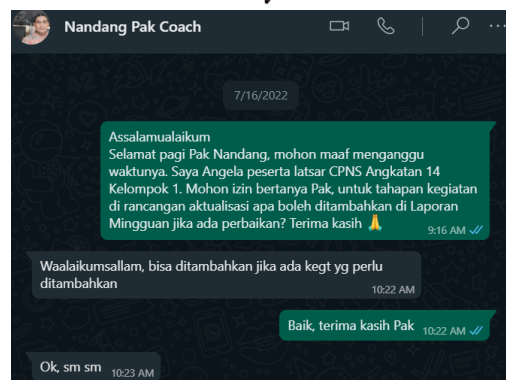 Nandang Pak Coach
7/16/2022
Assalamualaikum
Selamat pagi Pak Nandang, mohon maaf menganggu
waktunya. Saya Angela peserta latsar CPNS Angkatan 14
Kelompok 1. Mohon izin bertanya Pak, untuk tahapan kegiatan
di rancangan aktualisasi apa boleh ditambahkan di Laporan
Mingguan jika ada perbaikan? Terima kasih 🙏
9:16 AM
Waalaikumsallam, bisa ditambahkan jika ada kegt yg perlu
ditambahkan
10:22 AM
Baik, terima kasih Pak 10:22 AM
Ok, sm sm 10:23 AM